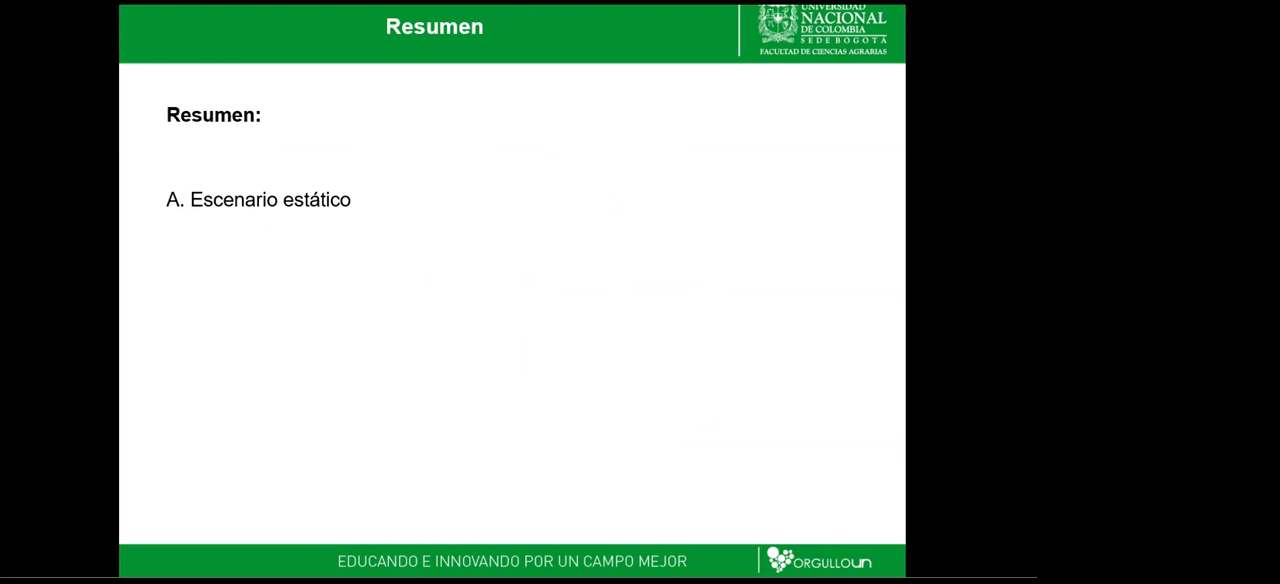 Resumen
UNIVERSIDAD
NACIONAL
DE COLOMBIA
SEDE BOGOTÁ
FACULTAD DE CIENCIAS AGRARIAS
Resumen:
A. Escenario estático
EDUCANDO E INNOVANDO POR UN CAMPO MEJOR
ORGULLOUN